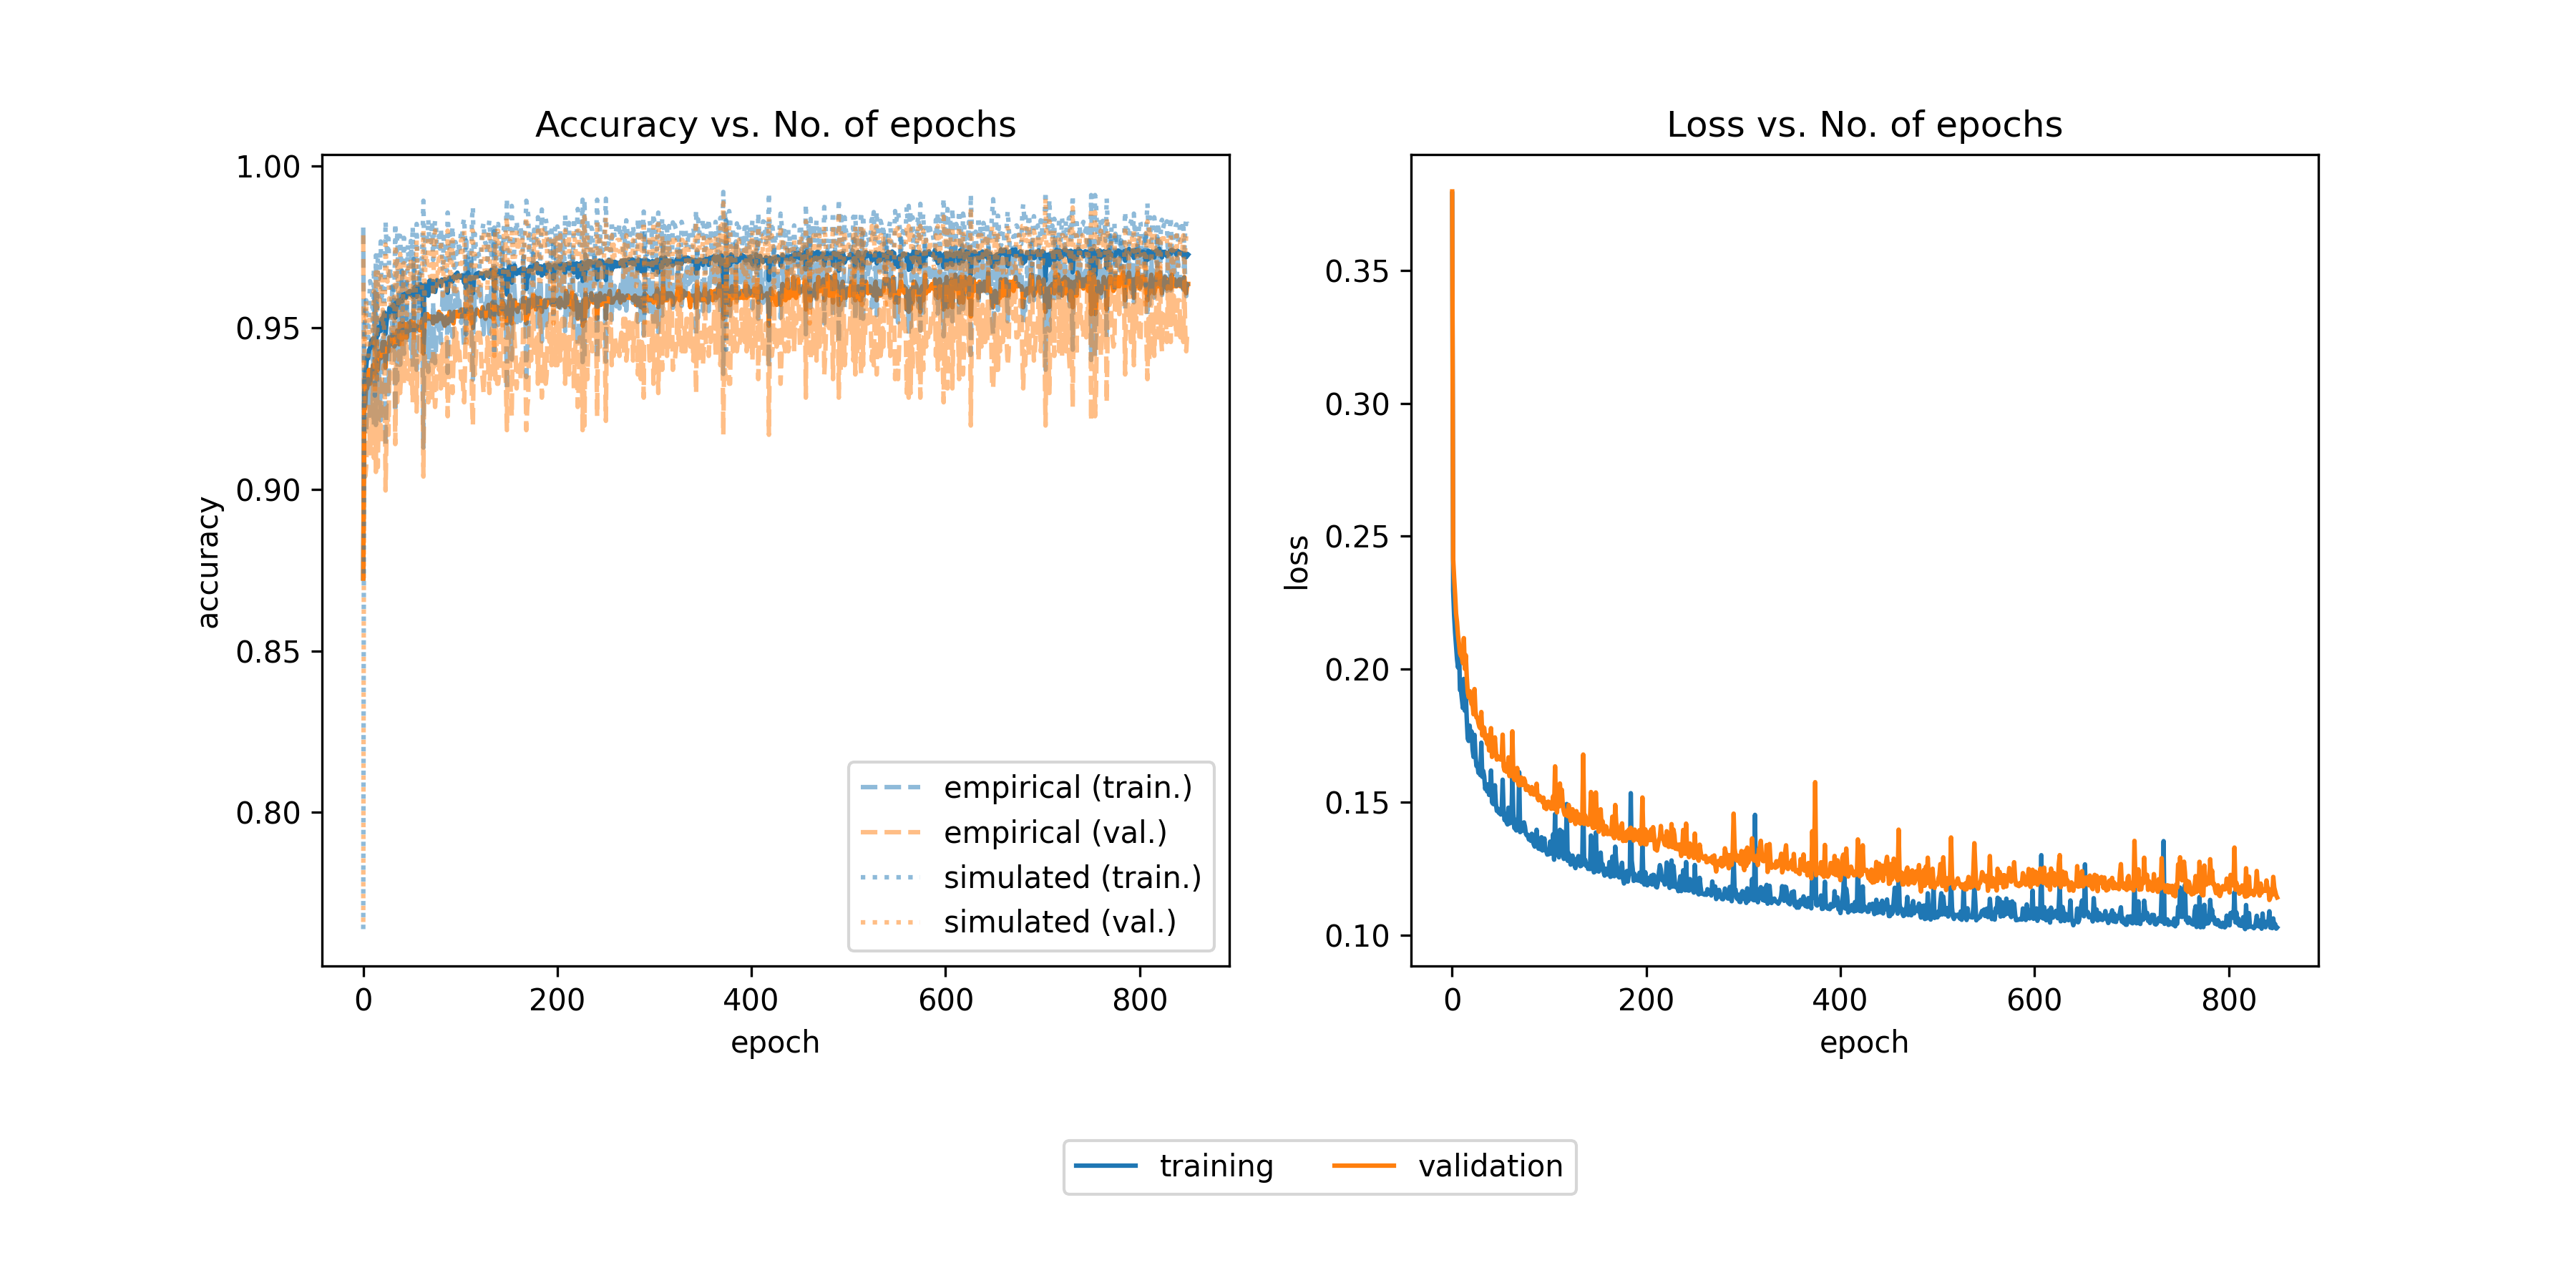 Accuracy vs. No. of epochs
1.00
0.95
0.90
0.85
0.80
accuracy
0 200 400 600 800
epoch
empirical (train.)
empirical (val.)
simulated (train.)
simulated (val.)
Loss vs. No. of epochs
0.35
0.30
0.25
0.20
0.15
0.10
loss
0 200 400 600 800
epoch
training validation